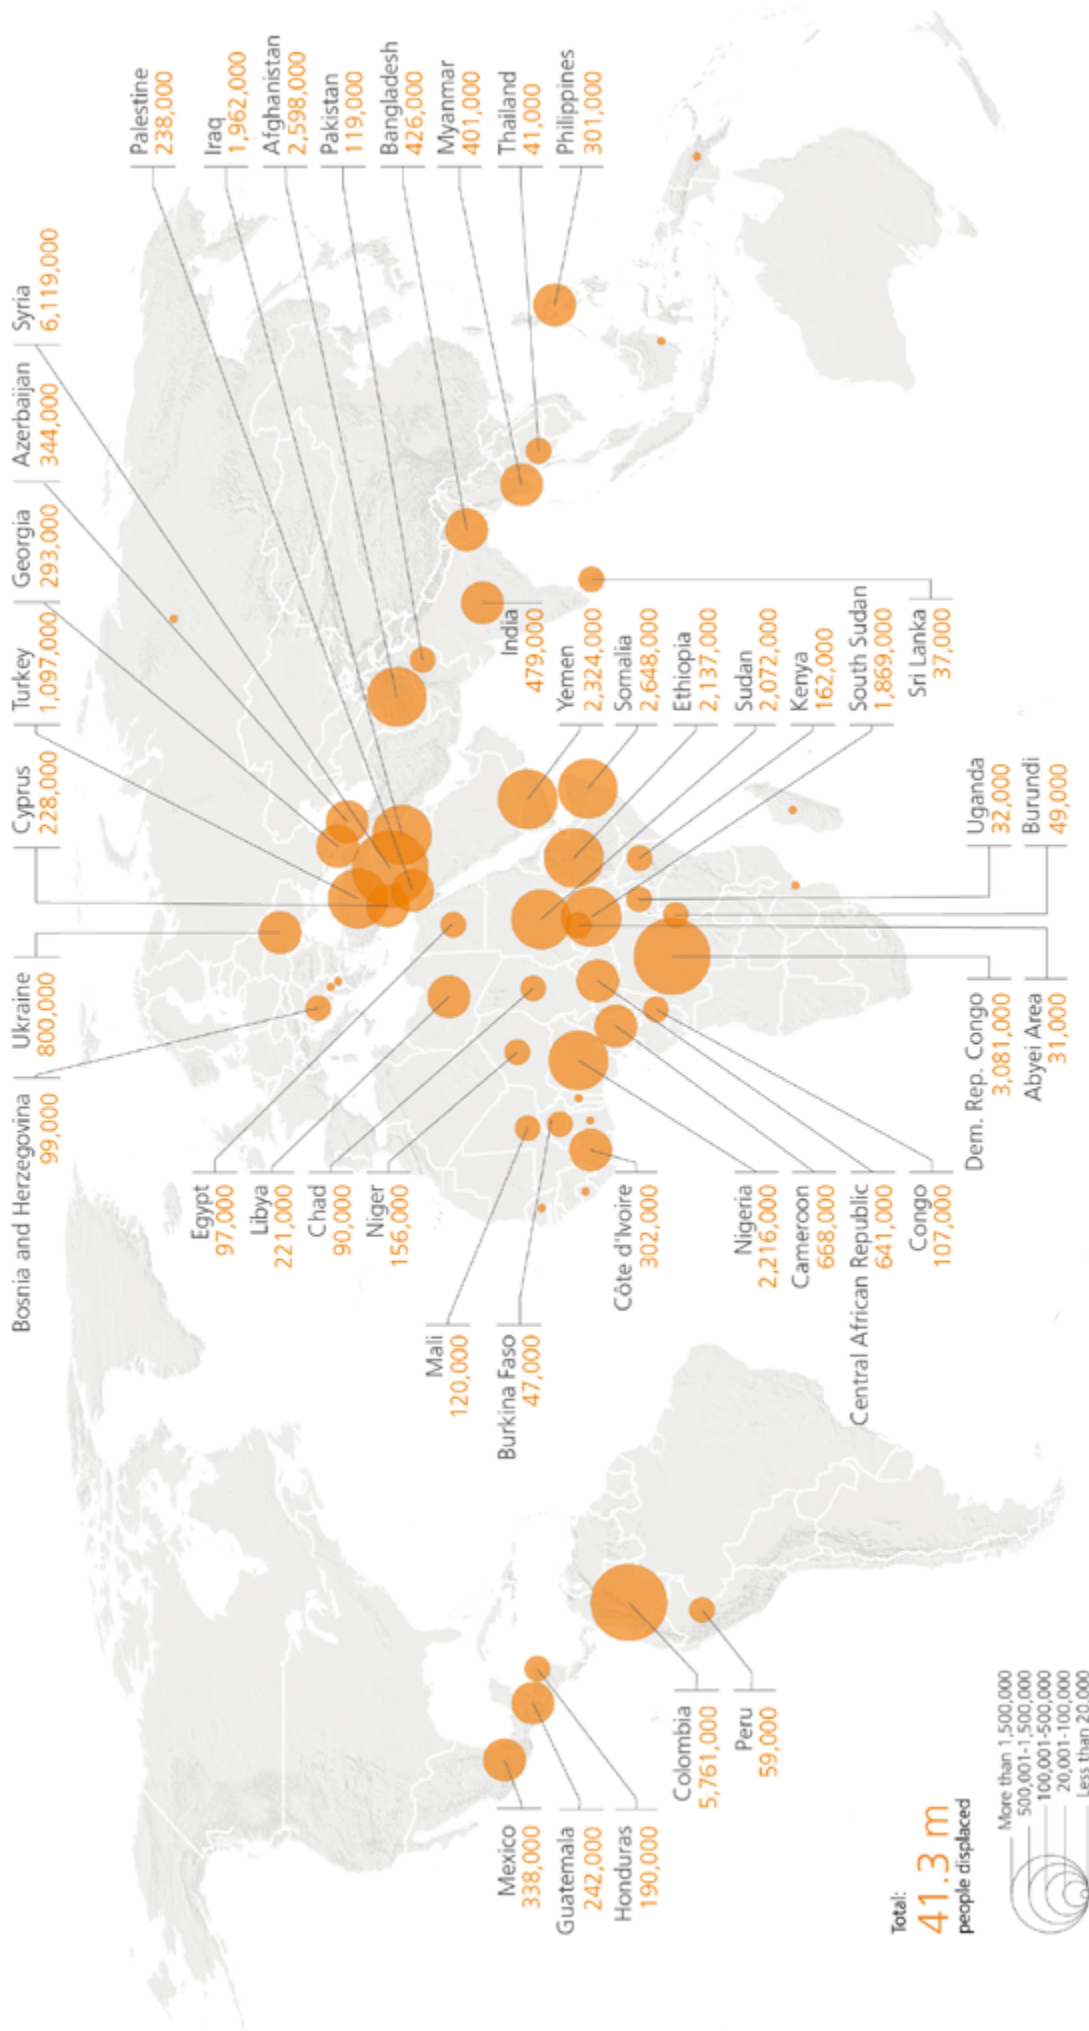 Bosnia and Herzegovina
99,000
Ukraine
800,000
Cyprus
228,000
Turkey
1,097,000
Georgia
293,000
Azerbaijan
344,000
Syria
6,119,000
Palestine
238,000
Iraq
1,962,000
Afghanistan
2,598,000
Pakistan
119,000
Bangladesh
426,000
Myanmar
401,000
Thailand
41,000
Philippines
301,000
Egypt
97,000
Libya
221,000
Chad
90,000
Niger
156,000
Mali
120,000
Burkina Faso
47,000
Côte d'Ivoire
302,000
Nigeria
2,216,000
Cameroon
668,000
Central African Republic
641,000
Congo
107,000
India
479,000
Yemen
2,324,000
Somalia
2,648,000
Ethiopia
2,137,000
Sudan
2,072,000
Kenya
162,000
South Sudan
1,869,000
Sri Lanka
37,000
Uganda
32,000
Burundi
49,000
Dem. Rep. Congo
3,081,000
Abyei Area
31,000
Mexico
338,000
Guatemala
242,000
Honduras
190,000
Colombia
5,761,000
Peru
59,000
Total:
41.3 m
people displaced
More than 1,500,000
500,001-1,500,000
100,001-500,000
20,001-100,000
Less than 20,000